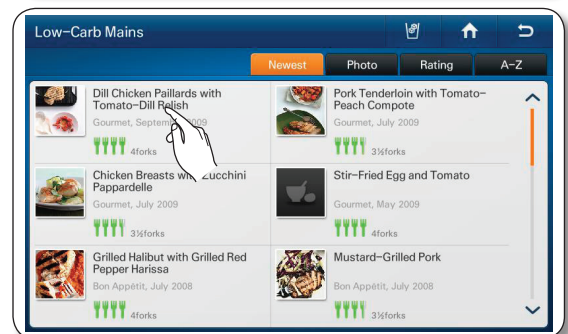 Low-Carb Mains
Newest
Photo
Rating
A-Z
Dill Chicken Paillards with
Tomato-Dill Relish
Gourmet, September 2009
4forks
Pork Tenderloin with Tomato-
Peach Compote
Gourmet, July 2009
3½forks
Chicken Breasts with Zucchini
Pappardelle
Gourmet, July 2009
3½forks
Stir-Fried Egg and Tomato
Gourmet, May 2009
4forks
Grilled Halibut with Grilled Red
Pepper Harissa
Bon Appétit, July 2008
4forks
Mustard-Grilled Pork
Bon Appétit, July 2008
3½forks